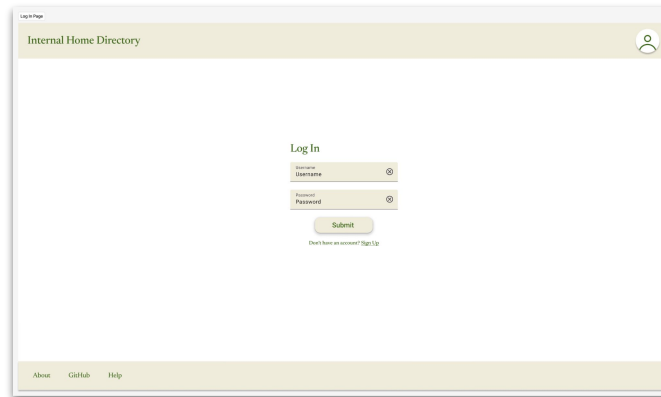 Log In Page
Internal Home Directory
Log In
Username
Username
Password
Password
Submit
Don't have an account? Sign Up
About GitHub Help